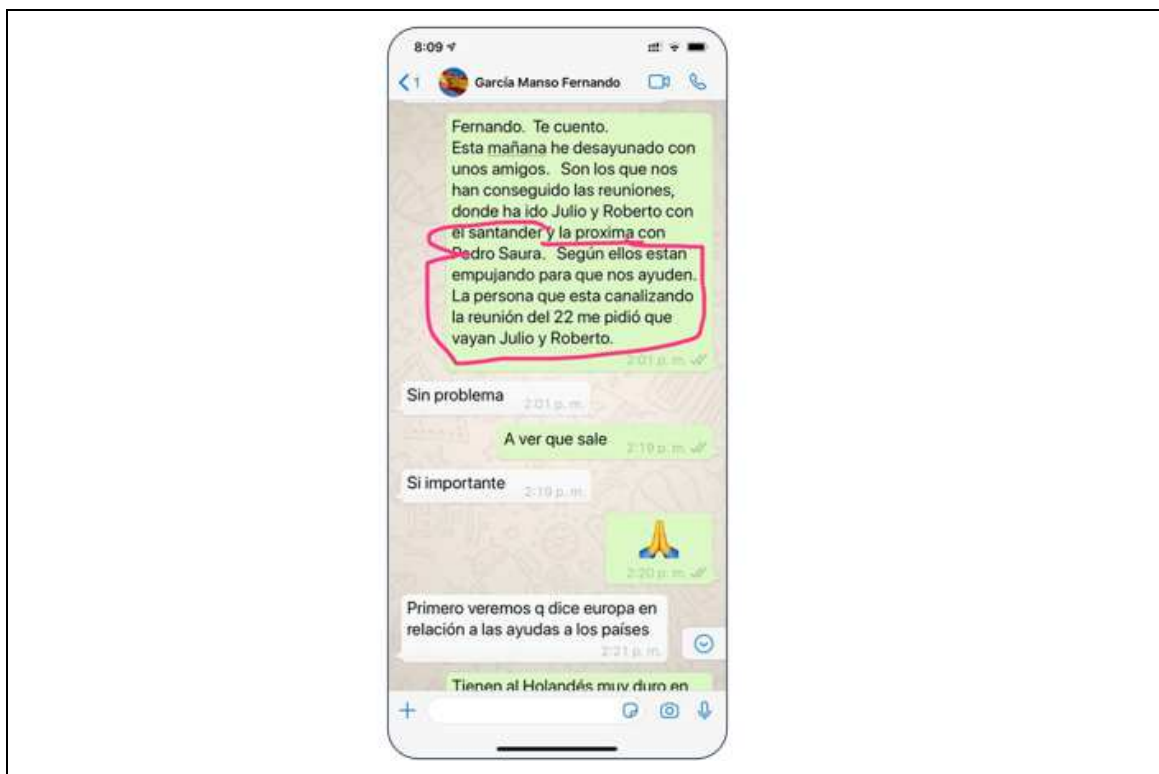 8:09
1 García Manso Fernando
Fernando. Te cuento.
Esta mañana he desayunado con
unos amigos. Son los que nos
han conseguido las reuniones,
donde ha ido Julio y Roberto con
el santander y la proxima con
Pedro Saura. Según ellos estan
empujando para que nos ayuden.
La persona que esta canalizando
la reunión del 22 me pidió que
vayan Julio y Roberto.
2:01 p. m.
Sin problema
2:01 p. m.
A ver que sale
2:19 p. m.
Si importante
2:19 p. m.
2:20 p. m.
Primero veremos q dice europa en
relación a las ayudas a los países
2:21 p. m.
Tienen al Holandés muy duro en